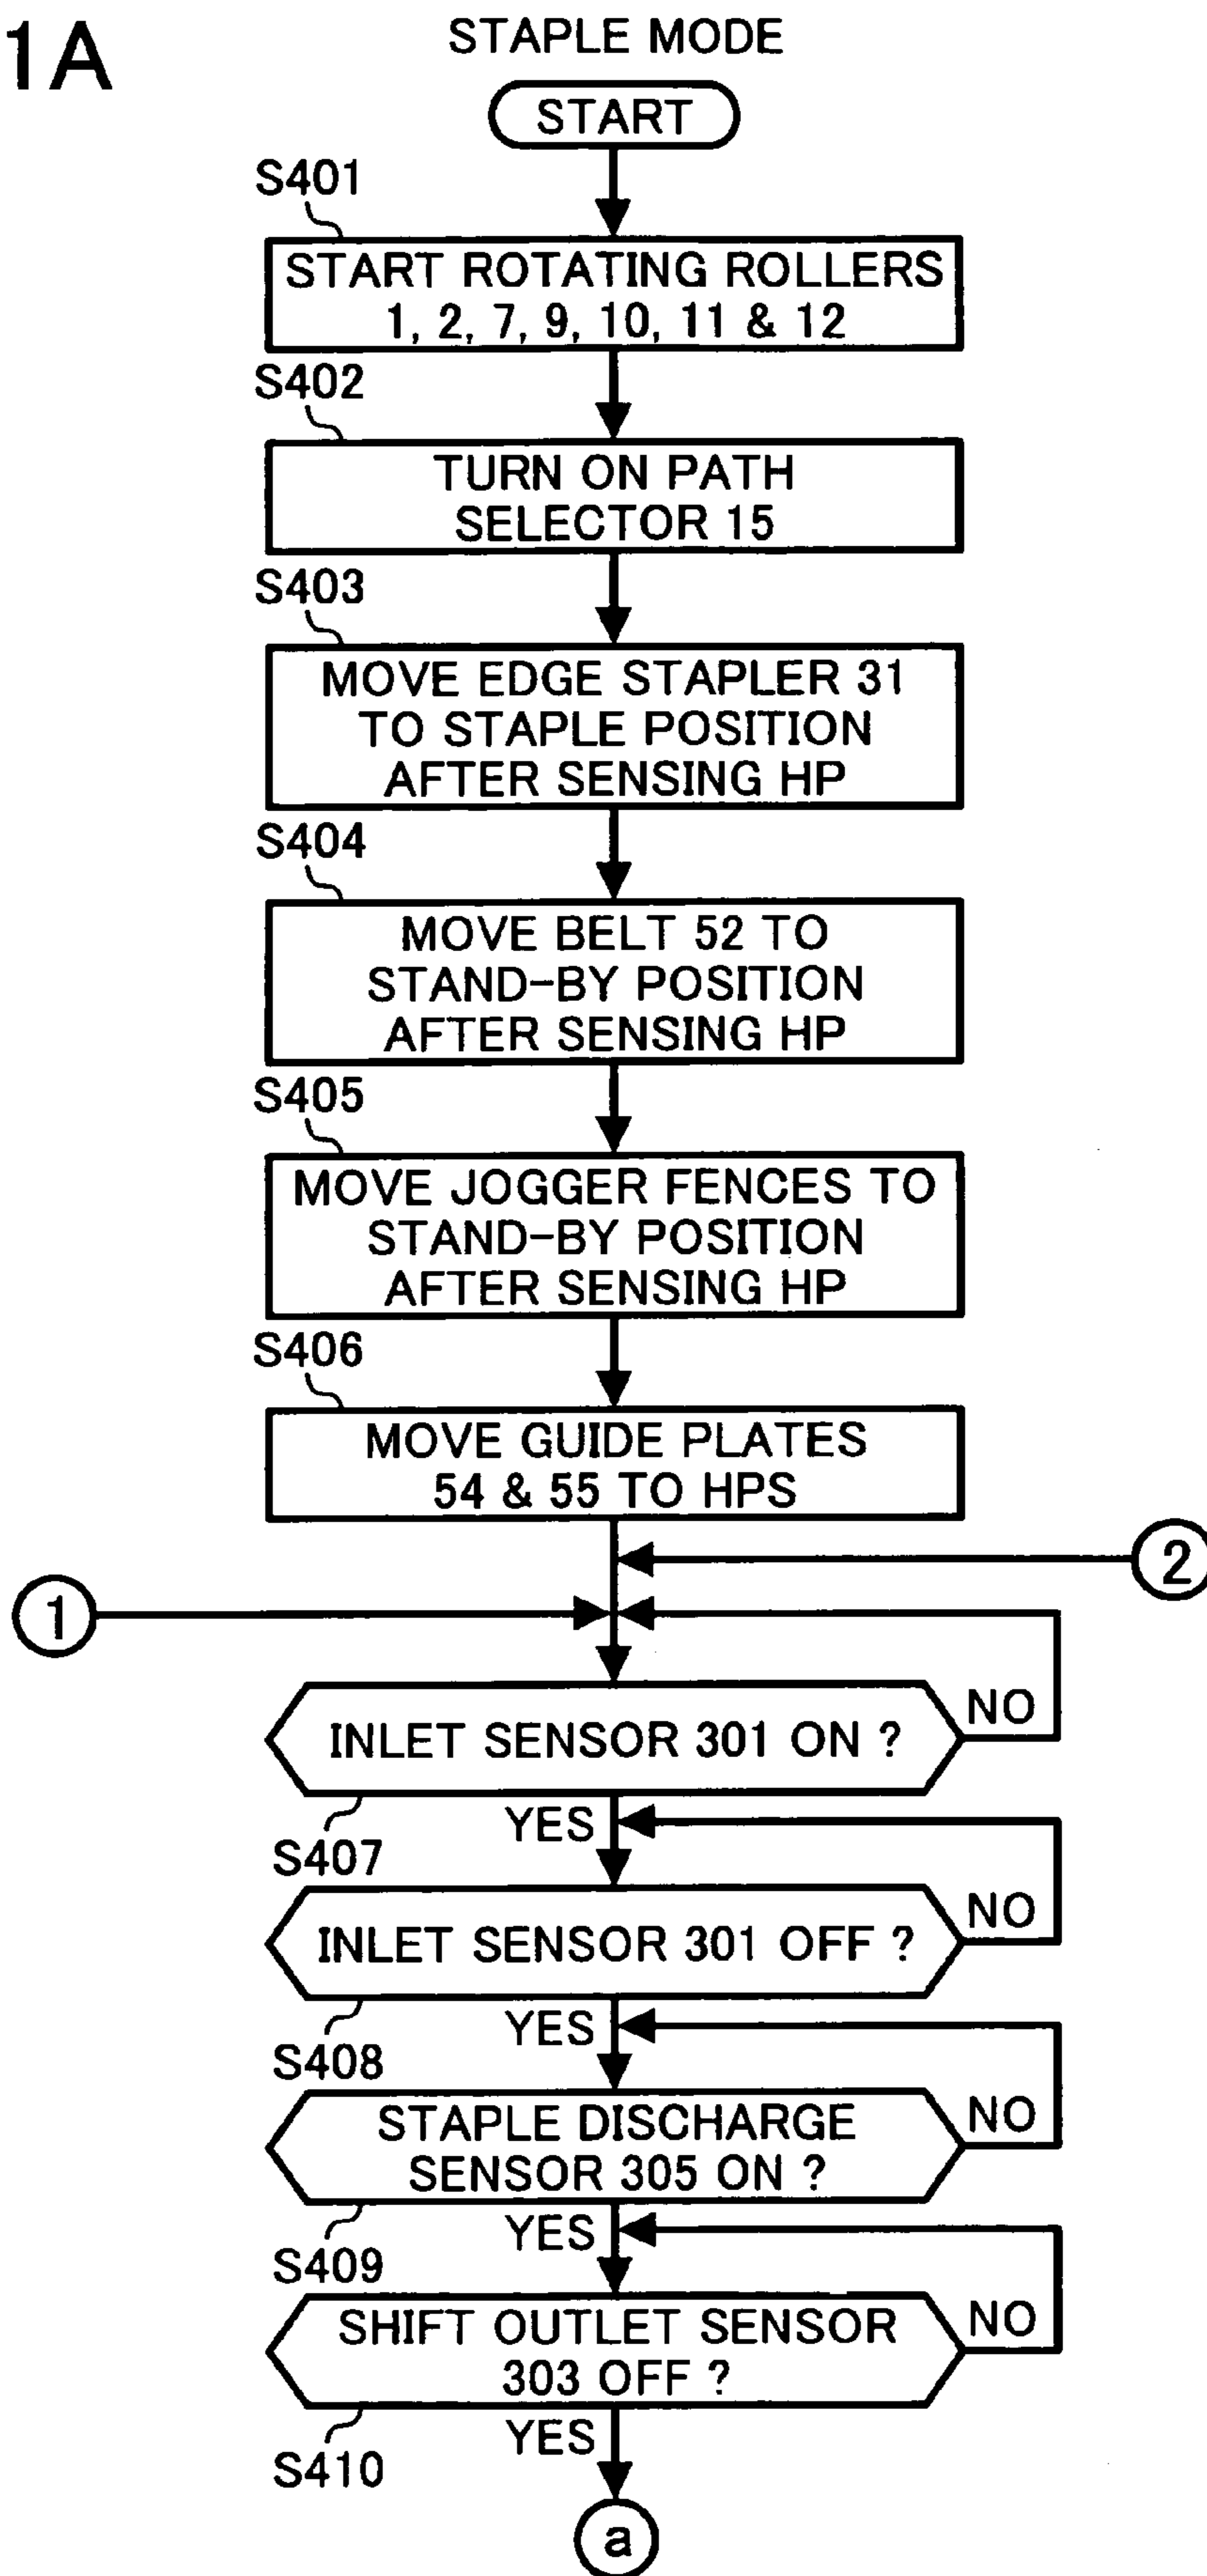 1A
STAPLE MODE
START
S401
START ROTATING ROLLERS
1, 2, 7, 9, 10, 11 & 12
S402
TURN ON PATH
SELECTOR 15
S403
MOVE EDGE STAPLER 31
TO STAPLE POSITION
AFTER SENSING HP
S404
MOVE BELT 52 TO
STAND-BY POSITION
AFTER SENSING HP
S405
MOVE JOGGER FENCES TO
STAND-BY POSITION
AFTER SENSING HP
S406
MOVE GUIDE PLATES
54 & 55 TO HPS
2
1
INLET SENSOR 301 ON ?
NO
YES
S407
INLET SENSOR 301 OFF ?
NO
YES
S408
STAPLE DISCHARGE
SENSOR 305 ON ?
NO
YES
S409
SHIFT OUTLET SENSOR
303 OFF ?
NO
YES
S410
a